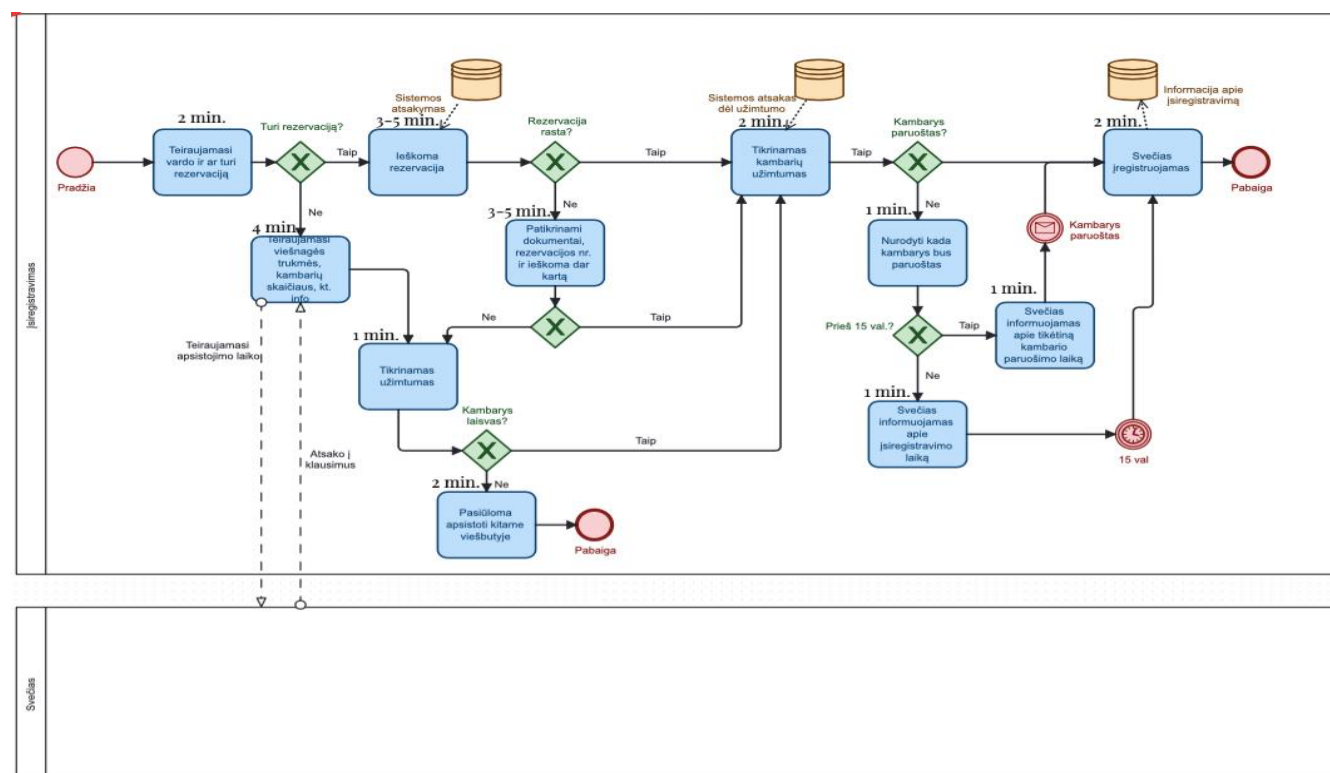 Įsiregistravimas
Pradžia
2 min.
Teiraujamasi
vardo ir ar turi
rezervaciją
Turi rezervaciją?
Taip
Ne
Sistemos
atsakymas
3–5 min.
Ieškoma
rezervacija
Rezervacija
rasta?
Taip
Ne
Sistemos atsakas
dėl užimtumo
2 min.
Tikrinamas
kambarių
užimtumas
Taip
Kambarys
paruoštas?
Ne
Informacija apie
įsiregistravimą
2 min.
Svečias
įregistruojamas
Pabaiga
4 min.
Teiraujamasi
viešnagės
trukmės,
kambarių
skaičiaus, kt.
info
3–5 min.
Patikrinami
dokumentai,
rezervacijos nr.
ir ieškoma dar
kartą
Ne
Taip
1 min.
Nurodyti kada
kambarys bus
paruoštas
Kambarys
paruoštas
Prieš 15 val.?
Taip
Ne
1 min.
Svečias
informuojamas
apie tikėtiną
kambario
paruošimo laiką
Teiraujamasi
apsistojimo laiko
Atsako į
klausimus
1 min.
Tikrinamas
užimtumas
Kambarys
laisvas?
Taip
Ne
1 min.
Svečias
informuojamas
apie
įsiregistravimo
laiką
15 val
2 min.
Pasiūloma
apsistoti kitame
viešbutyje
Pabaiga
Svečias